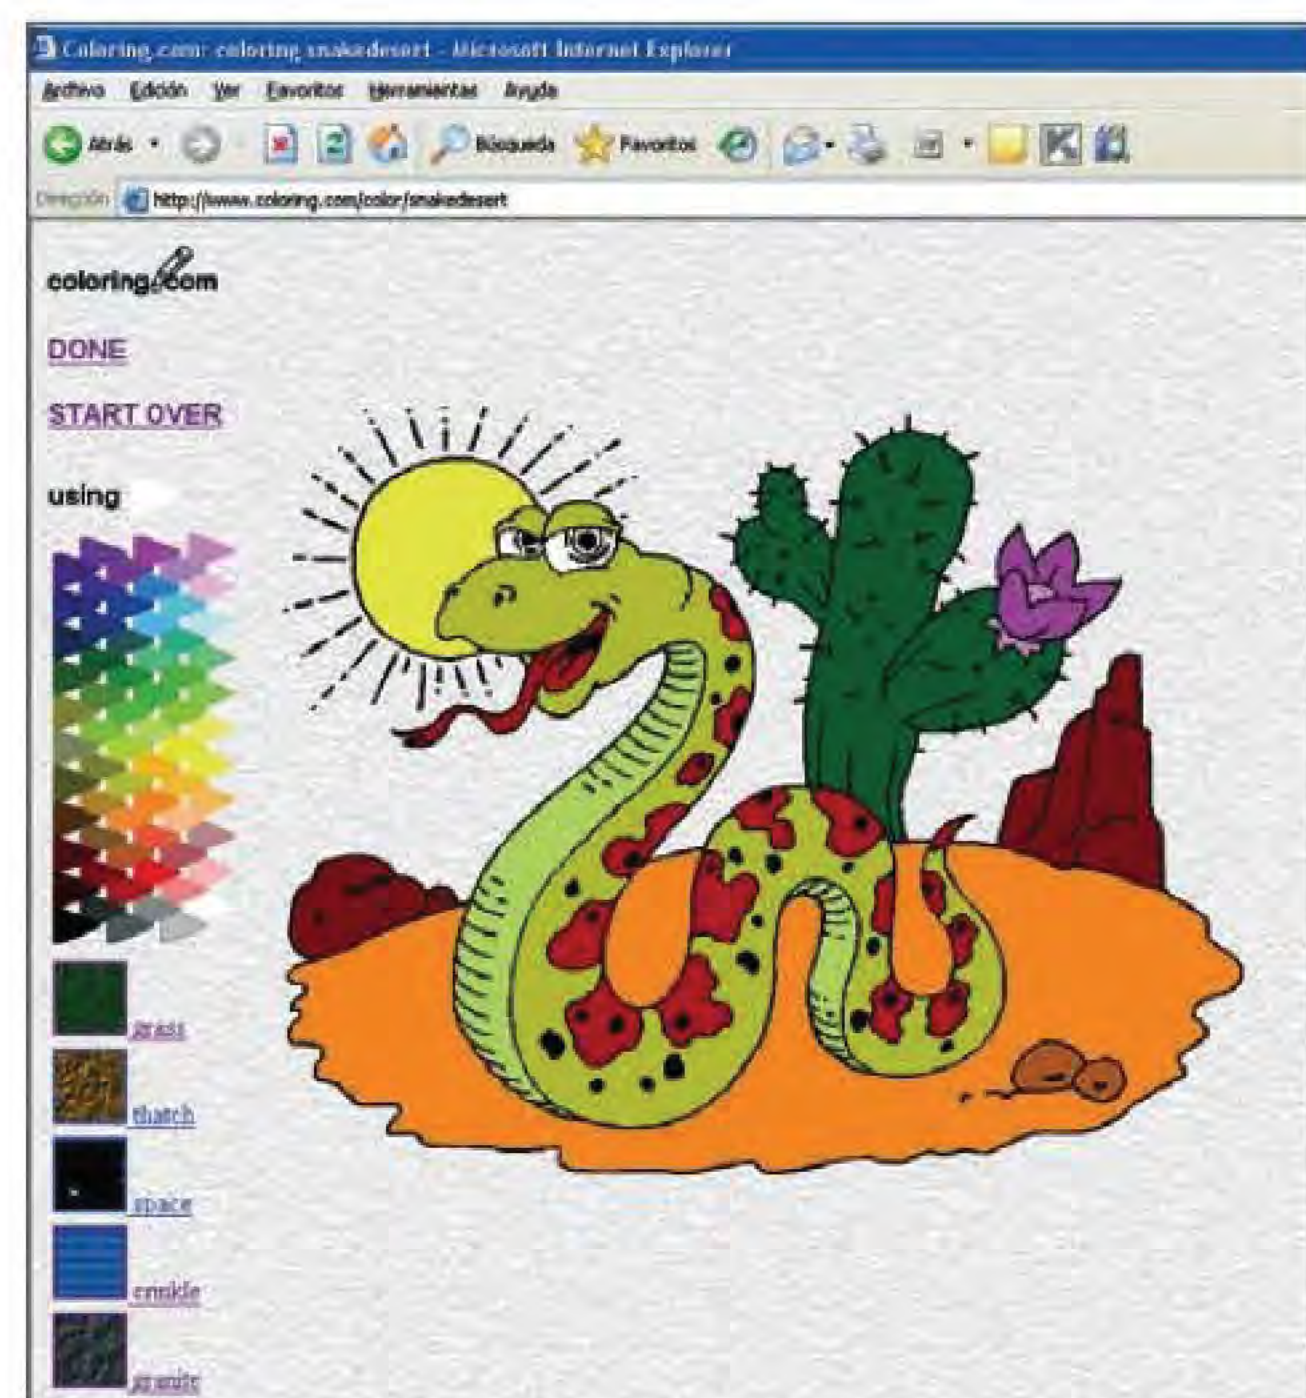 Coloring.com: coloring snakedesert - Microsoft Internet Explorer
Archivo Edición Ver Favoritos Herramientas Ayuda
Atrás Búsqueda Favoritos
Dirección http://www.coloring.com/color/snakedesert
coloring.com
DONE
START OVER
using
grass
thatch
space
crinkle
granite